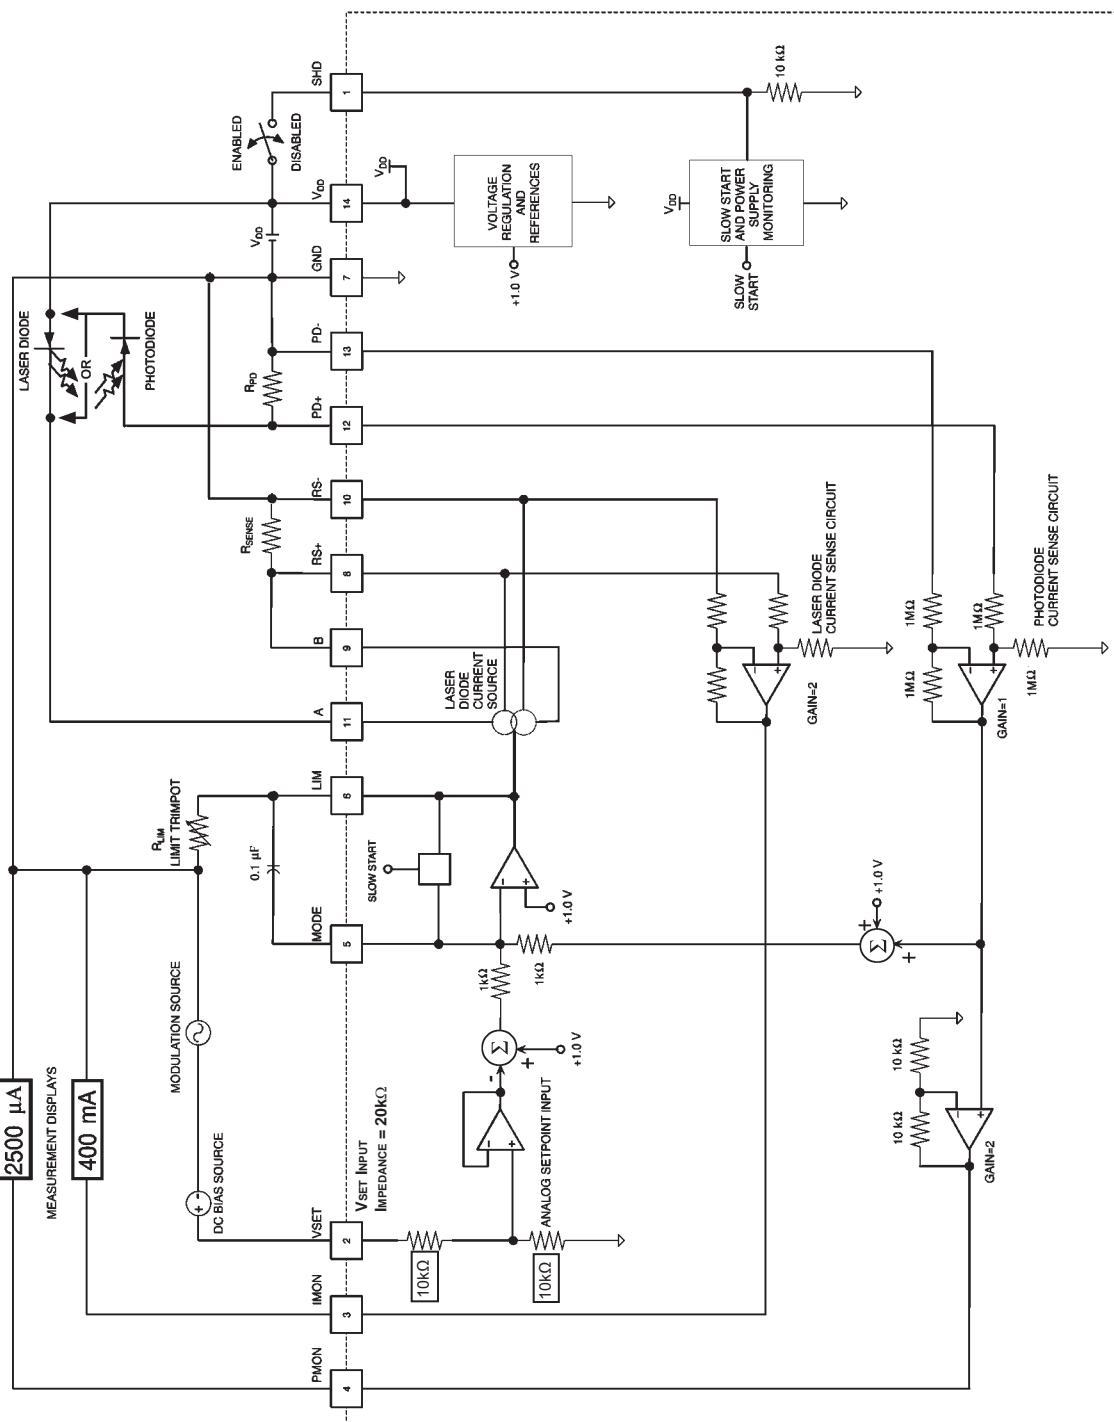 SHD
1
ENABLED
DISABLED
10 kΩ
VDD
14
VDD
VDD
VOLTAGE
REGULATION
AND
REFERENCES
+1.0 V
VDD
SLOW START
AND POWER
SUPPLY
MONITORING
SLOW
START
GND
7
LASER DIODE
OR
PHOTODIODE
PD-
13
RPD
PD+
12
RS-
10
RSENSE
RS+
8
B
9
A
11
LASER
DIODE
CURRENT
SOURCE
LASER DIODE
CURRENT SENSE CIRCUIT
GAIN=2
1MΩ
1MΩ
1MΩ
1MΩ
PHOTODIODE
CURRENT SENSE CIRCUIT
GAIN=1
LIM
6
RLIM
LIMIT TRIMPOT
0.1 µF
SLOW START
MODE
5
+1.0 V
1kΩ
1kΩ
Σ
+1.0 V
+
+
Σ
+1.0 V
+
-
MODULATION SOURCE
MEASUREMENT DISPLAYS
2500 µA
400 mA
DC BIAS SOURCE
+ -
VSET INPUT
IMPEDANCE = 20kΩ
ANALOG SETPOINT INPUT
VSET
2
10kΩ
10kΩ
10 kΩ
10 kΩ
GAIN=2
IMON
3
PMON
4